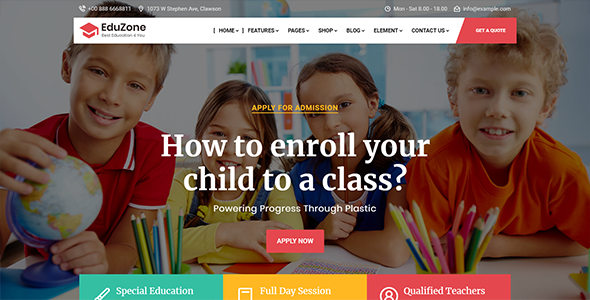 +00 888 6668811
1073 W Stephen Ave, Clawson
Mon - Sat 8.00 - 18.00
info@example.com
EduZone
Best Education 4 You
HOME
FEATURES
PAGES
SHOP
BLOG
ELEMENT
CONTACT US
GET A QUOTE
APPLY FOR ADMISSION
How to enroll your
child to a class?
Powering Progress Through Plastic
APPLY NOW
Special Education
Full Day Session
Qualified Teachers